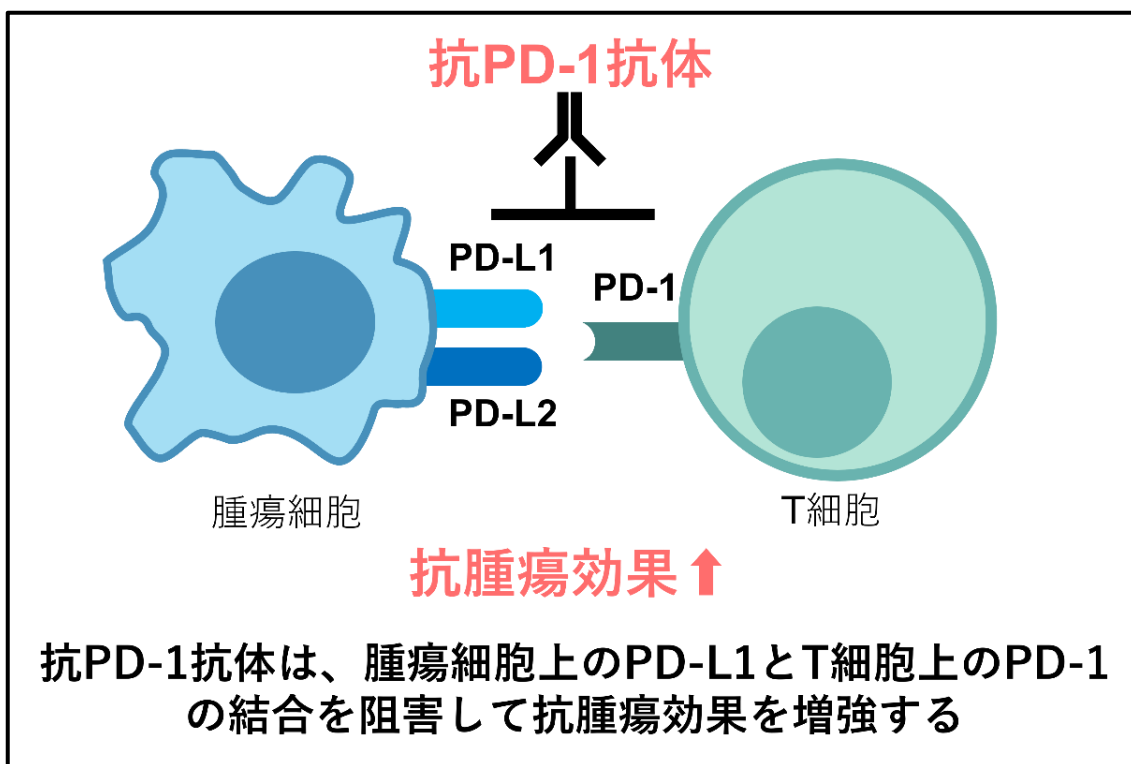 抗PD-1抗体
PD-L1
PD-1
PD-L2
腫瘍細胞
T細胞
抗腫瘍効果⬆
抗PD-1抗体は、腫瘍細胞上のPD-L1とT細胞上のPD-1
の結合を阻害して抗腫瘍効果を増強する